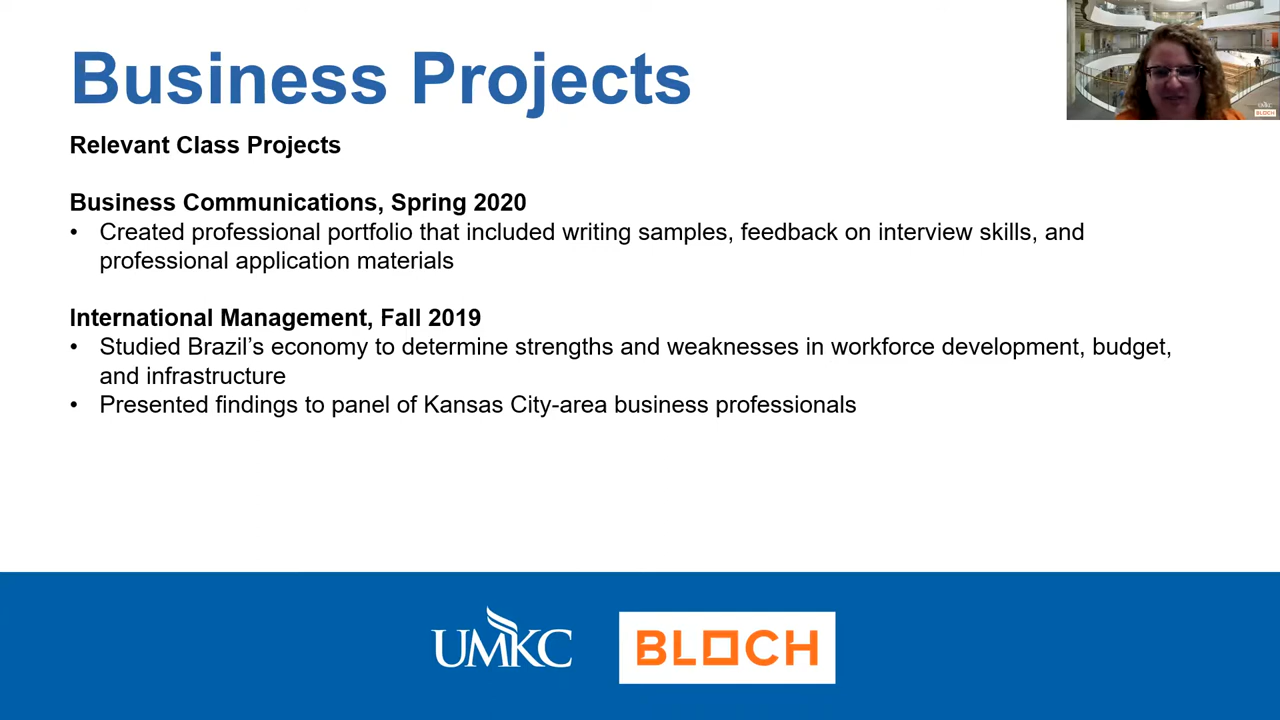 Business Projects
Relevant Class Projects
Business Communications, Spring 2020
• Created professional portfolio that included writing samples, feedback on interview skills, and
professional application materials
International Management, Fall 2019
• Studied Brazil’s economy to determine strengths and weaknesses in workforce development, budget,
and infrastructure
• Presented findings to panel of Kansas City-area business professionals
UMKC
BLOCH
UMKC
BLOCH